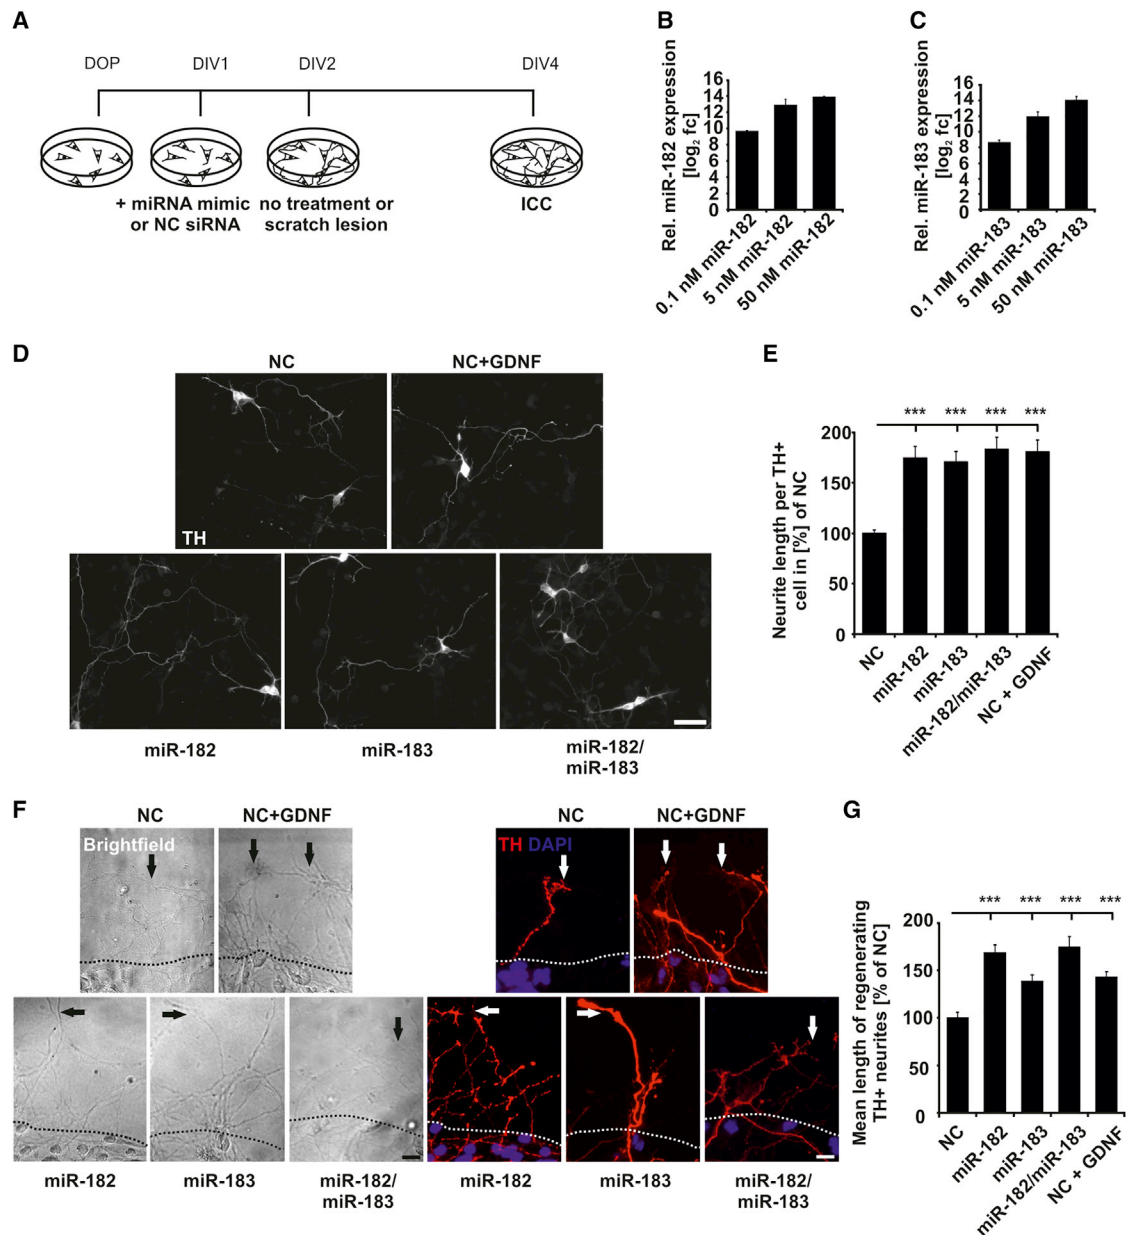 A
DOP DIV1 DIV2 DIV4
+ miRNA mimic
or NC siRNA
no treatment or
scratch lesion
ICC
B
Rel. miR-182 expression
[log2 fc]
16
14
12
10
8
6
4
2
0
0.1 nM miR-182
5 nM miR-182
50 nM miR-182
C
Rel. miR-183 expression
[log2 fc]
16
14
12
10
8
6
4
2
0
0.1 nM miR-183
5 nM miR-183
50 nM miR-183
D
NC NC+GDNF
TH
miR-182 miR-183 miR-182/
miR-183
E
Neurite length per TH+
cell in [%] of NC
*** *** *** ***
200
150
100
50
0
NC
miR-182
miR-183
miR-182/miR-183
NC + GDNF
F
NC NC+GDNF NC NC+GDNF
Brightfield
TH DAPI
miR-182 miR-183 miR-182/
miR-183
miR-182 miR-183 miR-182/
miR-183
G
Mean length of regenerating
TH+ neurites [% of NC]
*** *** *** ***
200
150
100
50
0
NC
miR-182
miR-183
miR-182/miR-183
NC + GDNF